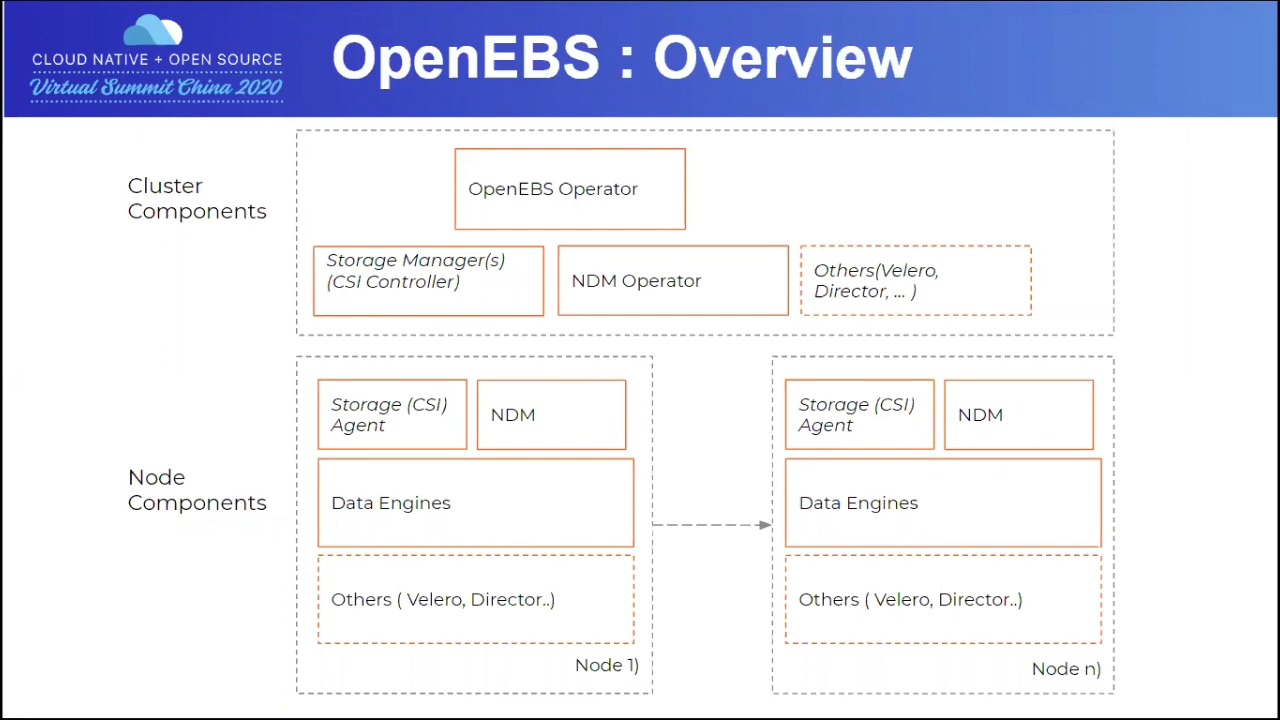 CLOUD NATIVE + OPEN SOURCE
Virtual Summit China 2020
OpenEBS : Overview
Cluster
Components
OpenEBS Operator
Storage Manager(s)
(CSI Controller)
NDM Operator
Others(Velero,
Director, ... )
Node
Components
Storage (CSI)
Agent
NDM
Data Engines
Others ( Velero, Director..)
Node 1)
Storage (CSI)
Agent
NDM
Data Engines
Others ( Velero, Director..)
Node n)